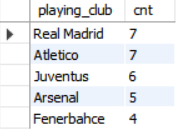 playing_club cnt
Real Madrid 7
Atletico 7
Juventus 6
Arsenal 5
Fenerbahce 4